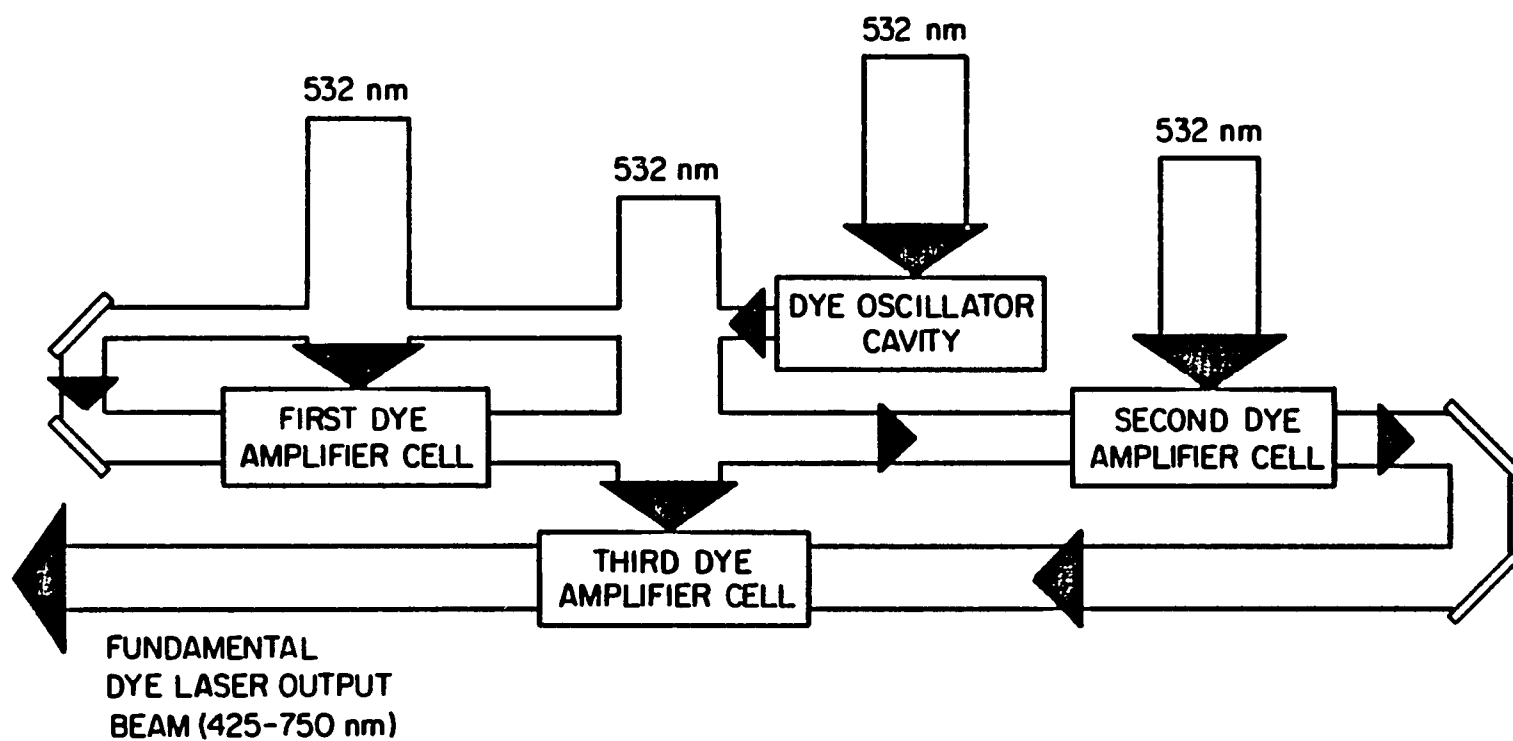 532 nm
532 nm
532 nm
532 nm
DYE OSCILLATOR
CAVITY
FIRST DYE
AMPLIFIER CELL
SECOND DYE
AMPLIFIER CELL
THIRD DYE
AMPLIFIER CELL
FUNDAMENTAL
DYE LASER OUTPUT
BEAM (425-750 nm)